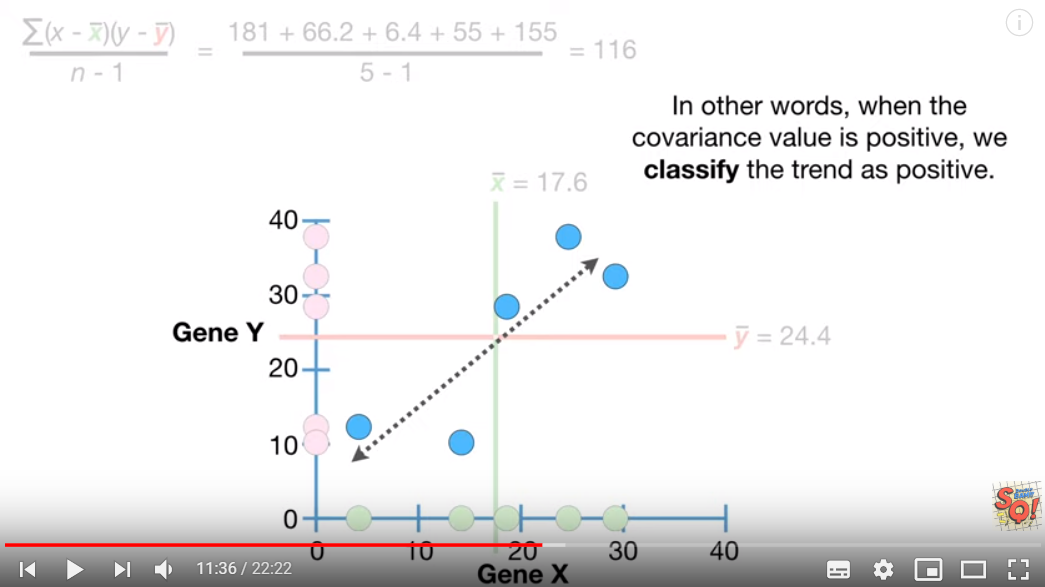 ∑(x - x̅)(y - y̅)
n - 1
=
181 + 66.2 + 6.4 + 55 + 155
5 - 1
= 116
In other words, when the
covariance value is positive, we
classify the trend as positive.
x̅ = 17.6
40
30
Gene Y
y̅ = 24.4
20
10
0
0 10 20 30 40
Gene X
11:36 / 22:22
SQ!